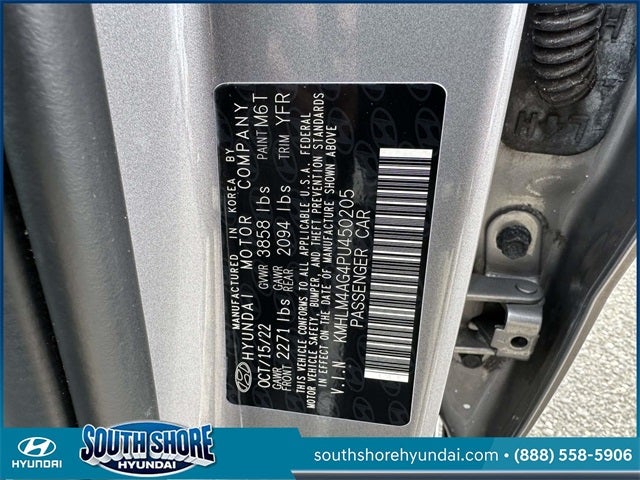 MANUFACTURED IN KOREA BY
HYUNDAI MOTOR COMPANY
OCT/15/22 GVWR 3858 lbs PAINT M6T
GAWR FRONT 2271 lbs GAWR REAR 2094 lbs TRIM YFR
THIS VEHICLE CONFORMS TO ALL APPLICABLE U.S.A. FEDERAL
MOTOR VEHICLE SAFETY, BUMPER, AND THEFT PREVENTION STANDARDS
IN EFFECT ON THE DATE OF MANUFACTURE SHOWN ABOVE
V.I.N. KMHLM4AG4PU450205
PASSENGER CAR
HYUNDAI
SOUTH SHORE
HYUNDAI
southshorehyundai.com • (888) 558-5906